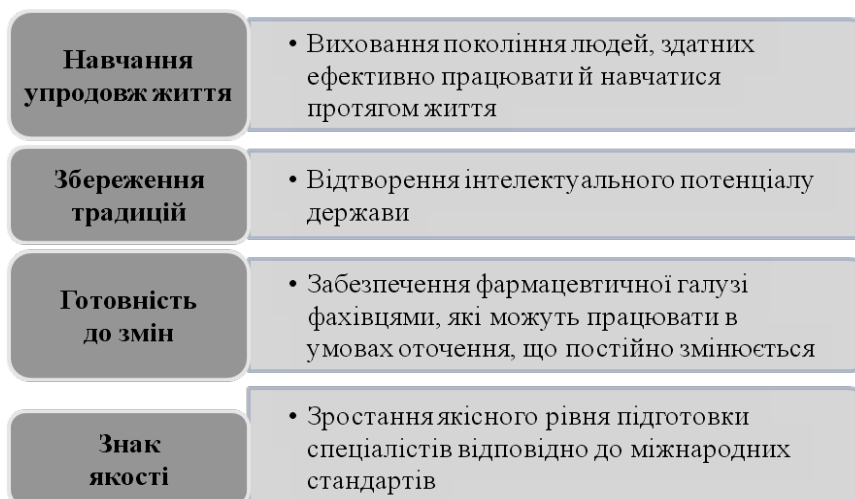 Навчання
упродовж життя
• Виховання покоління людей, здатних
ефективно працювати й навчатися
протягом життя
Збереження
традицій
• Відтворення інтелектуального потенціалу
держави
Готовність
до змін
• Забезпечення фармацевтичної галузі
фахівцями, які можуть працювати в
умовах оточення, що постійно змінюється
Знак
якості
• Зростання якісного рівня підготовки
спеціалістів відповідно до міжнародних
стандартів